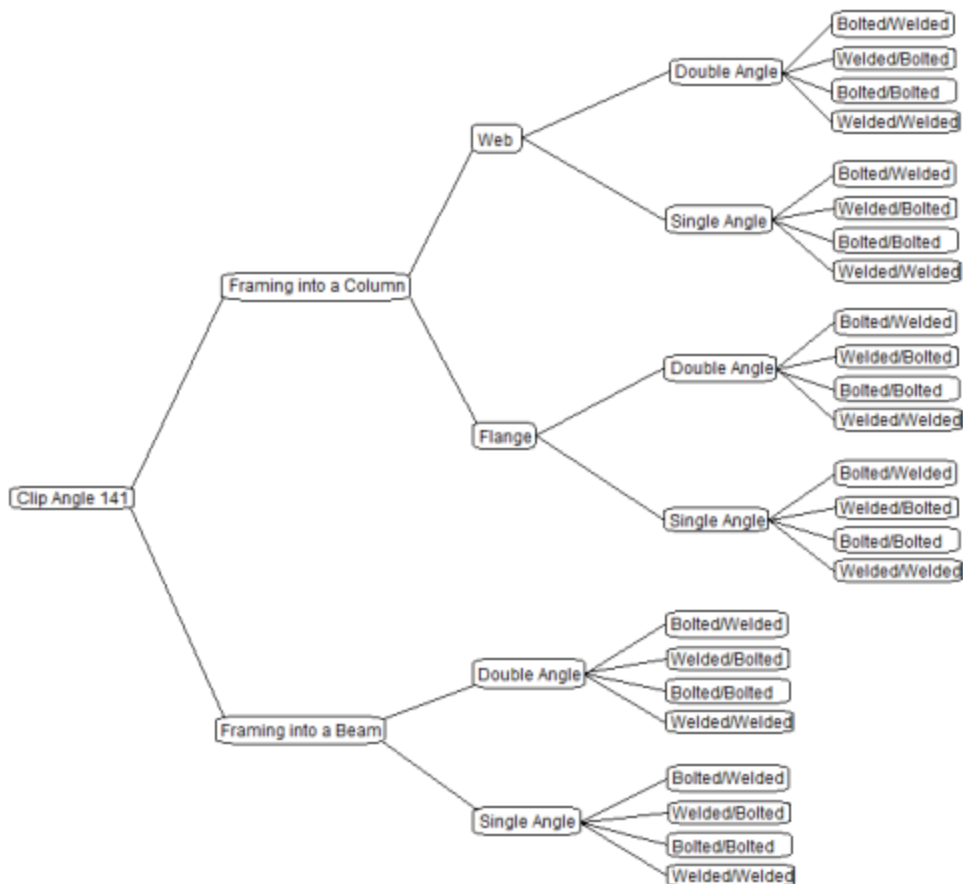 Bolted/Welded
Welded/Bolted
Double Angle
Bolted/Bolted
Welded/Welded
Web
Bolted/Welded
Welded/Bolted
Single Angle
Bolted/Bolted
Welded/Welded
Framing into a Column
Bolted/Welded
Welded/Bolted
Double Angle
Bolted/Bolted
Welded/Welded
Flange
Bolted/Welded
Clip Angle 141
Welded/Bolted
Single Angle
Bolted/Bolted
Welded/Welded
Bolted/Welded
Welded/Bolted
Double Angle
Bolted/Bolted
Welded/Welded
Framing into a Beam
Bolted/Welded
Welded/Bolted
Single Angle
Bolted/Bolted
Welded/Welded